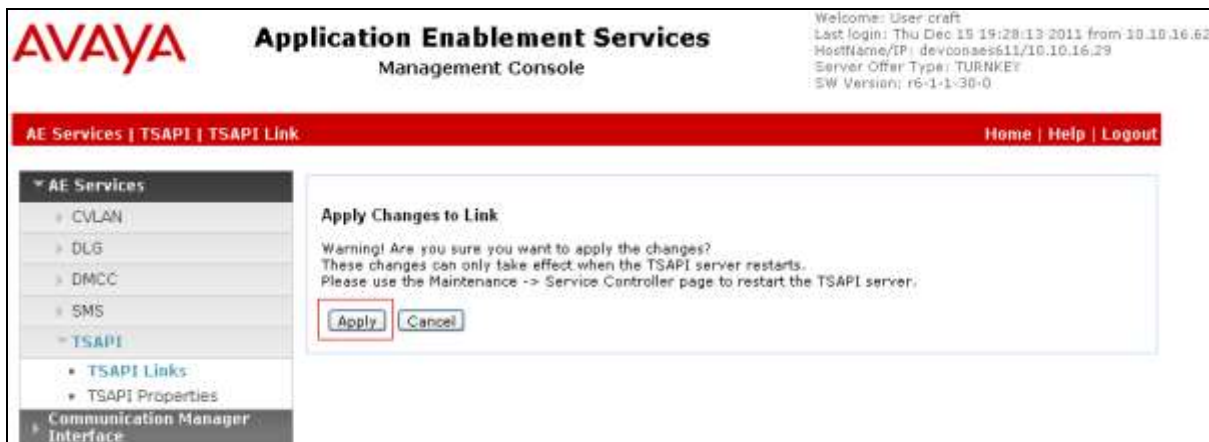 AVAYA
Application Enablement Services
Management Console
Welcome: User craft
Last login: Thu Dec 15 19:28:13 2011 from 10.10.16.62
HostName/IP: devconaes611/10.10.16.29
Server Offer Type: TURNKEY
SW Version: r6-1-1-30-0
AE Services | TSAPI | TSAPI Link
Home | Help | Logout
AE Services
CVLAN
DLG
DMCC
SMS
TSAPI
TSAPI Links
TSAPI Properties
Communication Manager
Interface
Apply Changes to Link
Warning! Are you sure you want to apply the changes?
These changes can only take effect when the TSAPI server restarts.
Please use the Maintenance -> Service Controller page to restart the TSAPI server.
Apply
Cancel